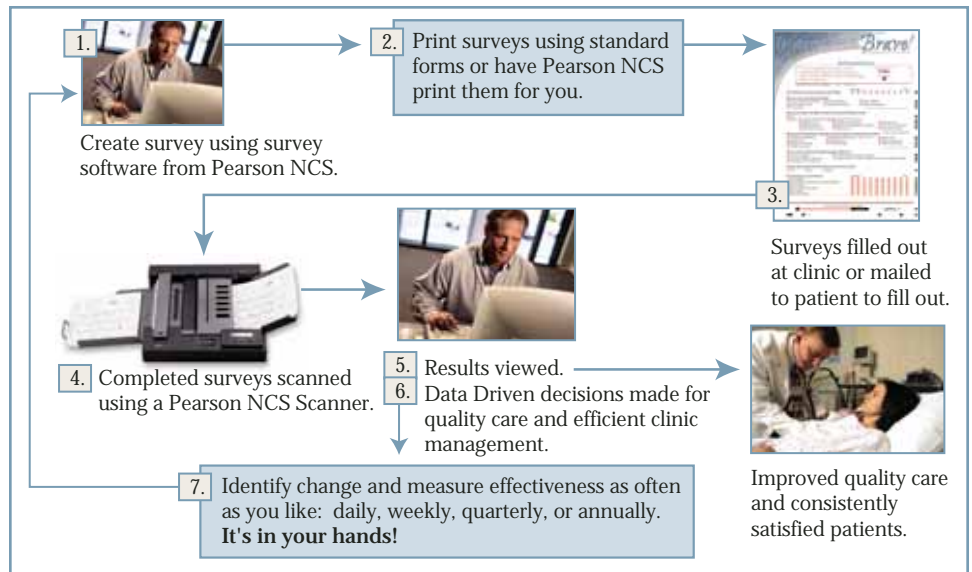 1.
Create survey using survey
software from Pearson NCS.
2. Print surveys using standard
forms or have Pearson NCS
print them for you.
Bravo!
3.
Surveys filled out
at clinic or mailed
to patient to fill out.
4. Completed surveys scanned
using a Pearson NCS Scanner.
5. Results viewed.
6. Data Driven decisions made for
quality care and efficient clinic
management.
Improved quality care
and consistently
satisfied patients.
7. Identify change and measure effectiveness as often
as you like: daily, weekly, quarterly, or annually.
It's in your hands!